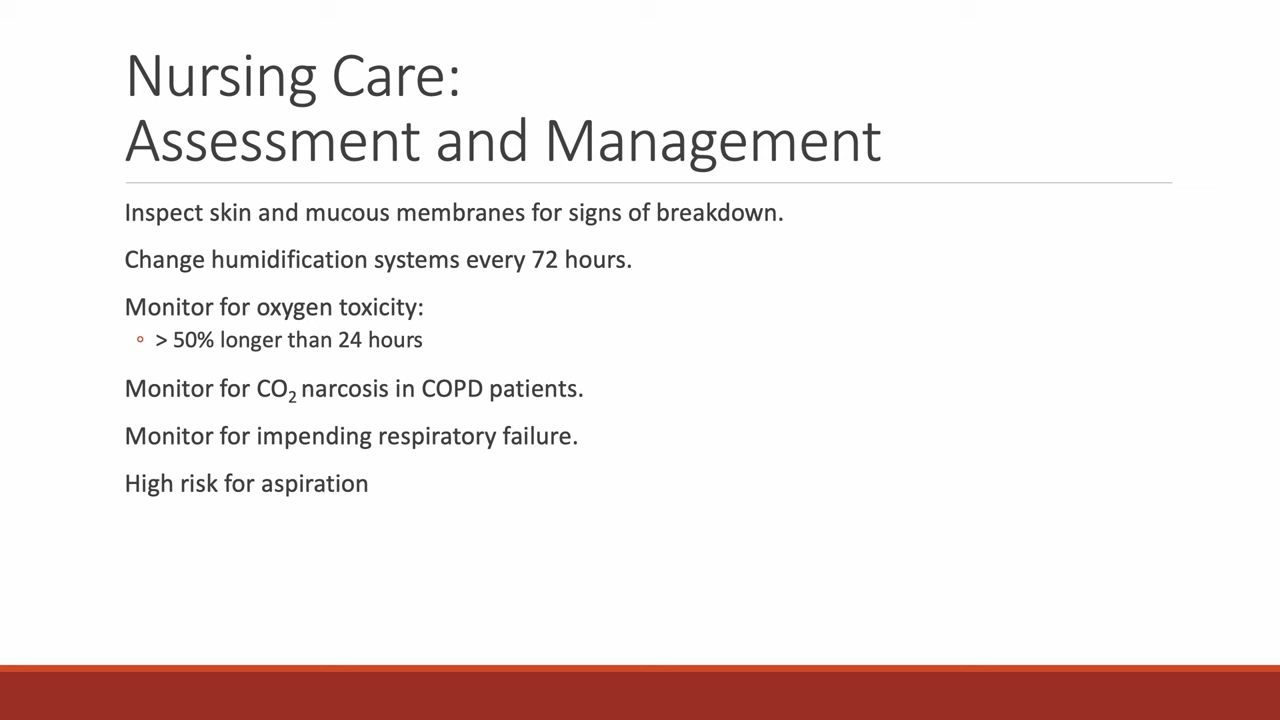 Nursing Care:
Assessment and Management
Inspect skin and mucous membranes for signs of breakdown.
Change humidification systems every 72 hours.
Monitor for oxygen toxicity:
◦ > 50% longer than 24 hours
Monitor for CO₂ narcosis in COPD patients.
Monitor for impending respiratory failure.
High risk for aspiration